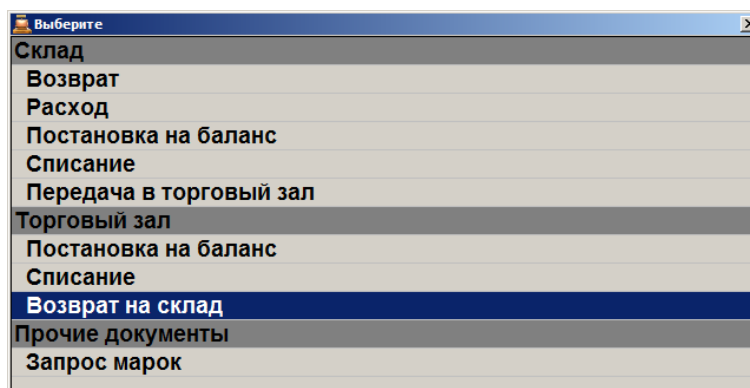 Выберите
Склад
Возврат
Расход
Постановка на баланс
Списание
Передача в торговый зал
Торговый зал
Постановка на баланс
Списание
Возврат на склад
Прочие документы
Запрос марок